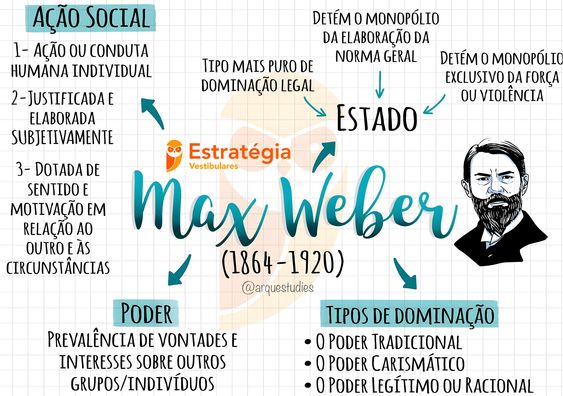 AÇÃO SOCIAL
1- AÇÃO OU CONDUTA
HUMANA INDIVIDUAL
2-JUSTIFICADA E
ELABORADA
SUBJETIVAMENTE
3- DOTADA DE
SENTIDO E
MOTIVAÇÃO EM
RELAÇÃO AO
OUTRO E ÀS
CIRCUNSTÂNCIAS
TIPO MAIS PURO DE
DOMINAÇÃO LEGAL
DETÉM O MONOPÓLIO
DA ELABORAÇÃO DA
NORMA GERAL
DETÉM O MONOPÓLIO
EXCLUSIVO DA FORÇA
OU VIOLÊNCIA
ESTADO
Estratégia
Vestibulares
Max Weber
(1864-1920)
@arquestudies
PODER
PREVALÊNCIA DE VONTADES E
INTERESSES SOBRE OUTROS
GRUPOS/INDIVÍDUOS
TIPOS DE DOMINAÇÃO
• O PODER TRADICIONAL
• O PODER CARISMÁTICO
• O PODER LEGÍTIMO OU RACIONAL